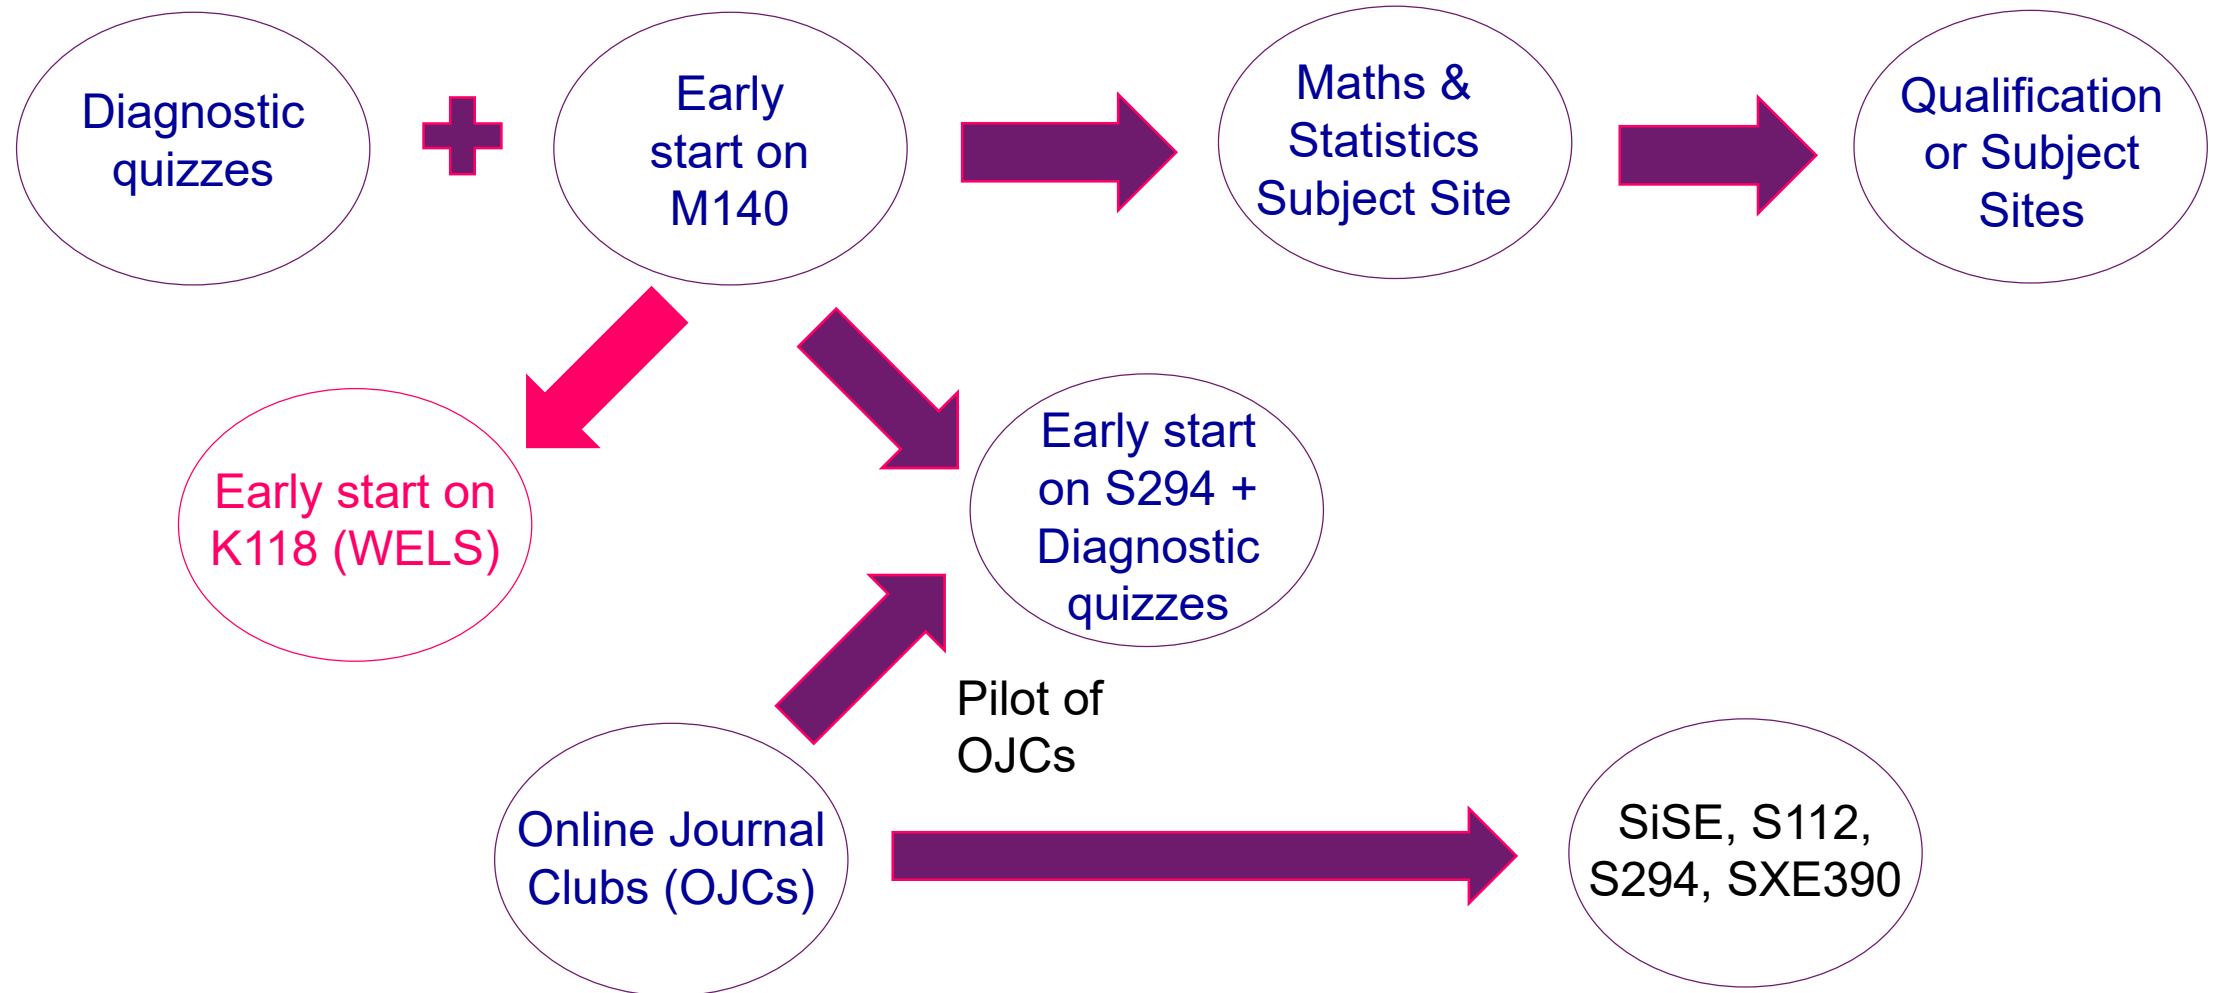 Diagnostic
quizzes
Early
start on
M140
Maths &
Statistics
Subject Site
Qualification
or Subject
Sites
Early start on
K118 (WELS)
Early start
on S294 +
Diagnostic
quizzes
Pilot of
OJCs
Online Journal
Clubs (OJCs)
SiSE, S112,
S294, SXE390